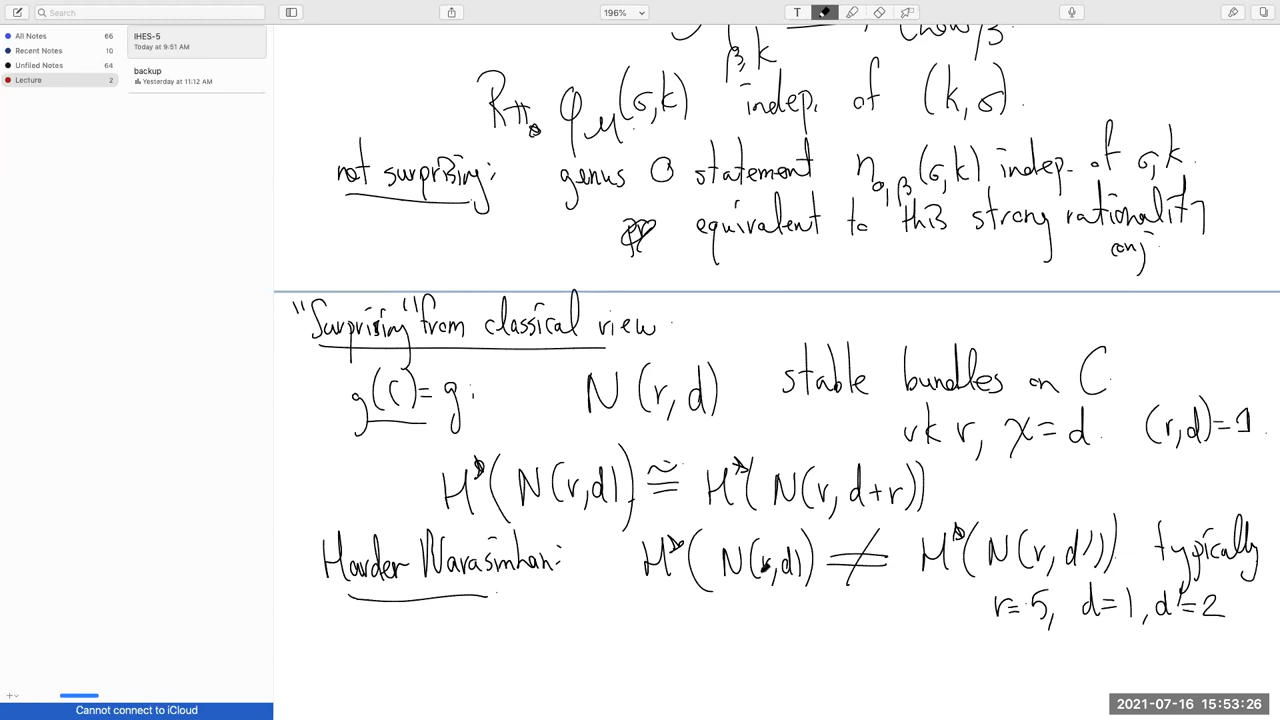 Search
196%
T
All Notes 66
Recent Notes 10
Unfiled Notes 64
Lecture 2
IHES-5
Today at 9:51 AM
backup
Yesterday at 11:12 AM
β, k Chow β
Rπ_* φ_M(σ,k) indep. of (k, σ).
not surprising: genus 0 statement n_{0,β}(σ,k) indep. of σ,k
equivalent to this strong rationality
conj
"Surprising" from classical view.
g(C) = g: N(r,d) stable bundles on C
rk r, χ = d. (r,d)=1.
H^*(N(r,d)) ≅ H^*(N(r, d+r))
Harder Narasimhan: H^*(N(r,d)) ≠ H^*(N(r,d')) typically
r=5, d=1, d'=2
Cannot connect to iCloud
2021-07-16 15:53:26